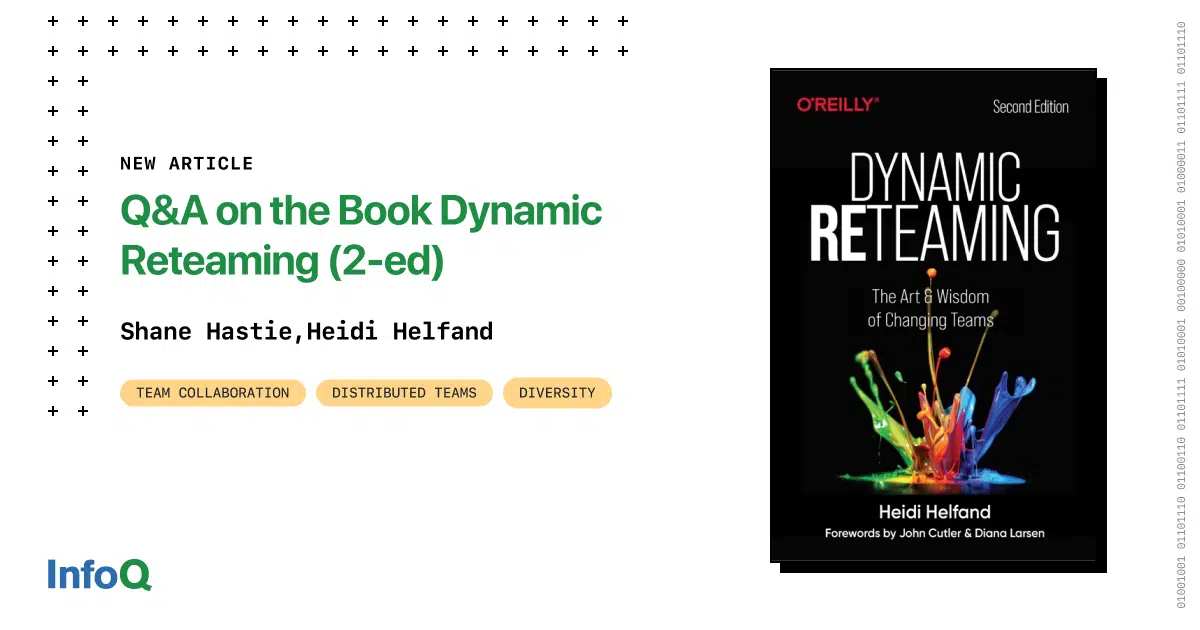 NEW ARTICLE
Q&A on the Book Dynamic
Reteaming (2-ed)
Shane Hastie,Heidi Helfand
TEAM COLLABORATION
DISTRIBUTED TEAMS
DIVERSITY
InfoQ
O'REILLY®
Second Edition
DYNAMIC
RETEAMING
The Art & Wisdom
of Changing Teams
Heidi Helfand
Forewords by John Cutler & Diana Larsen
01001001 01101110 01100110 01101111 01010001 00100000 01010001 01000011 01101111 01101110